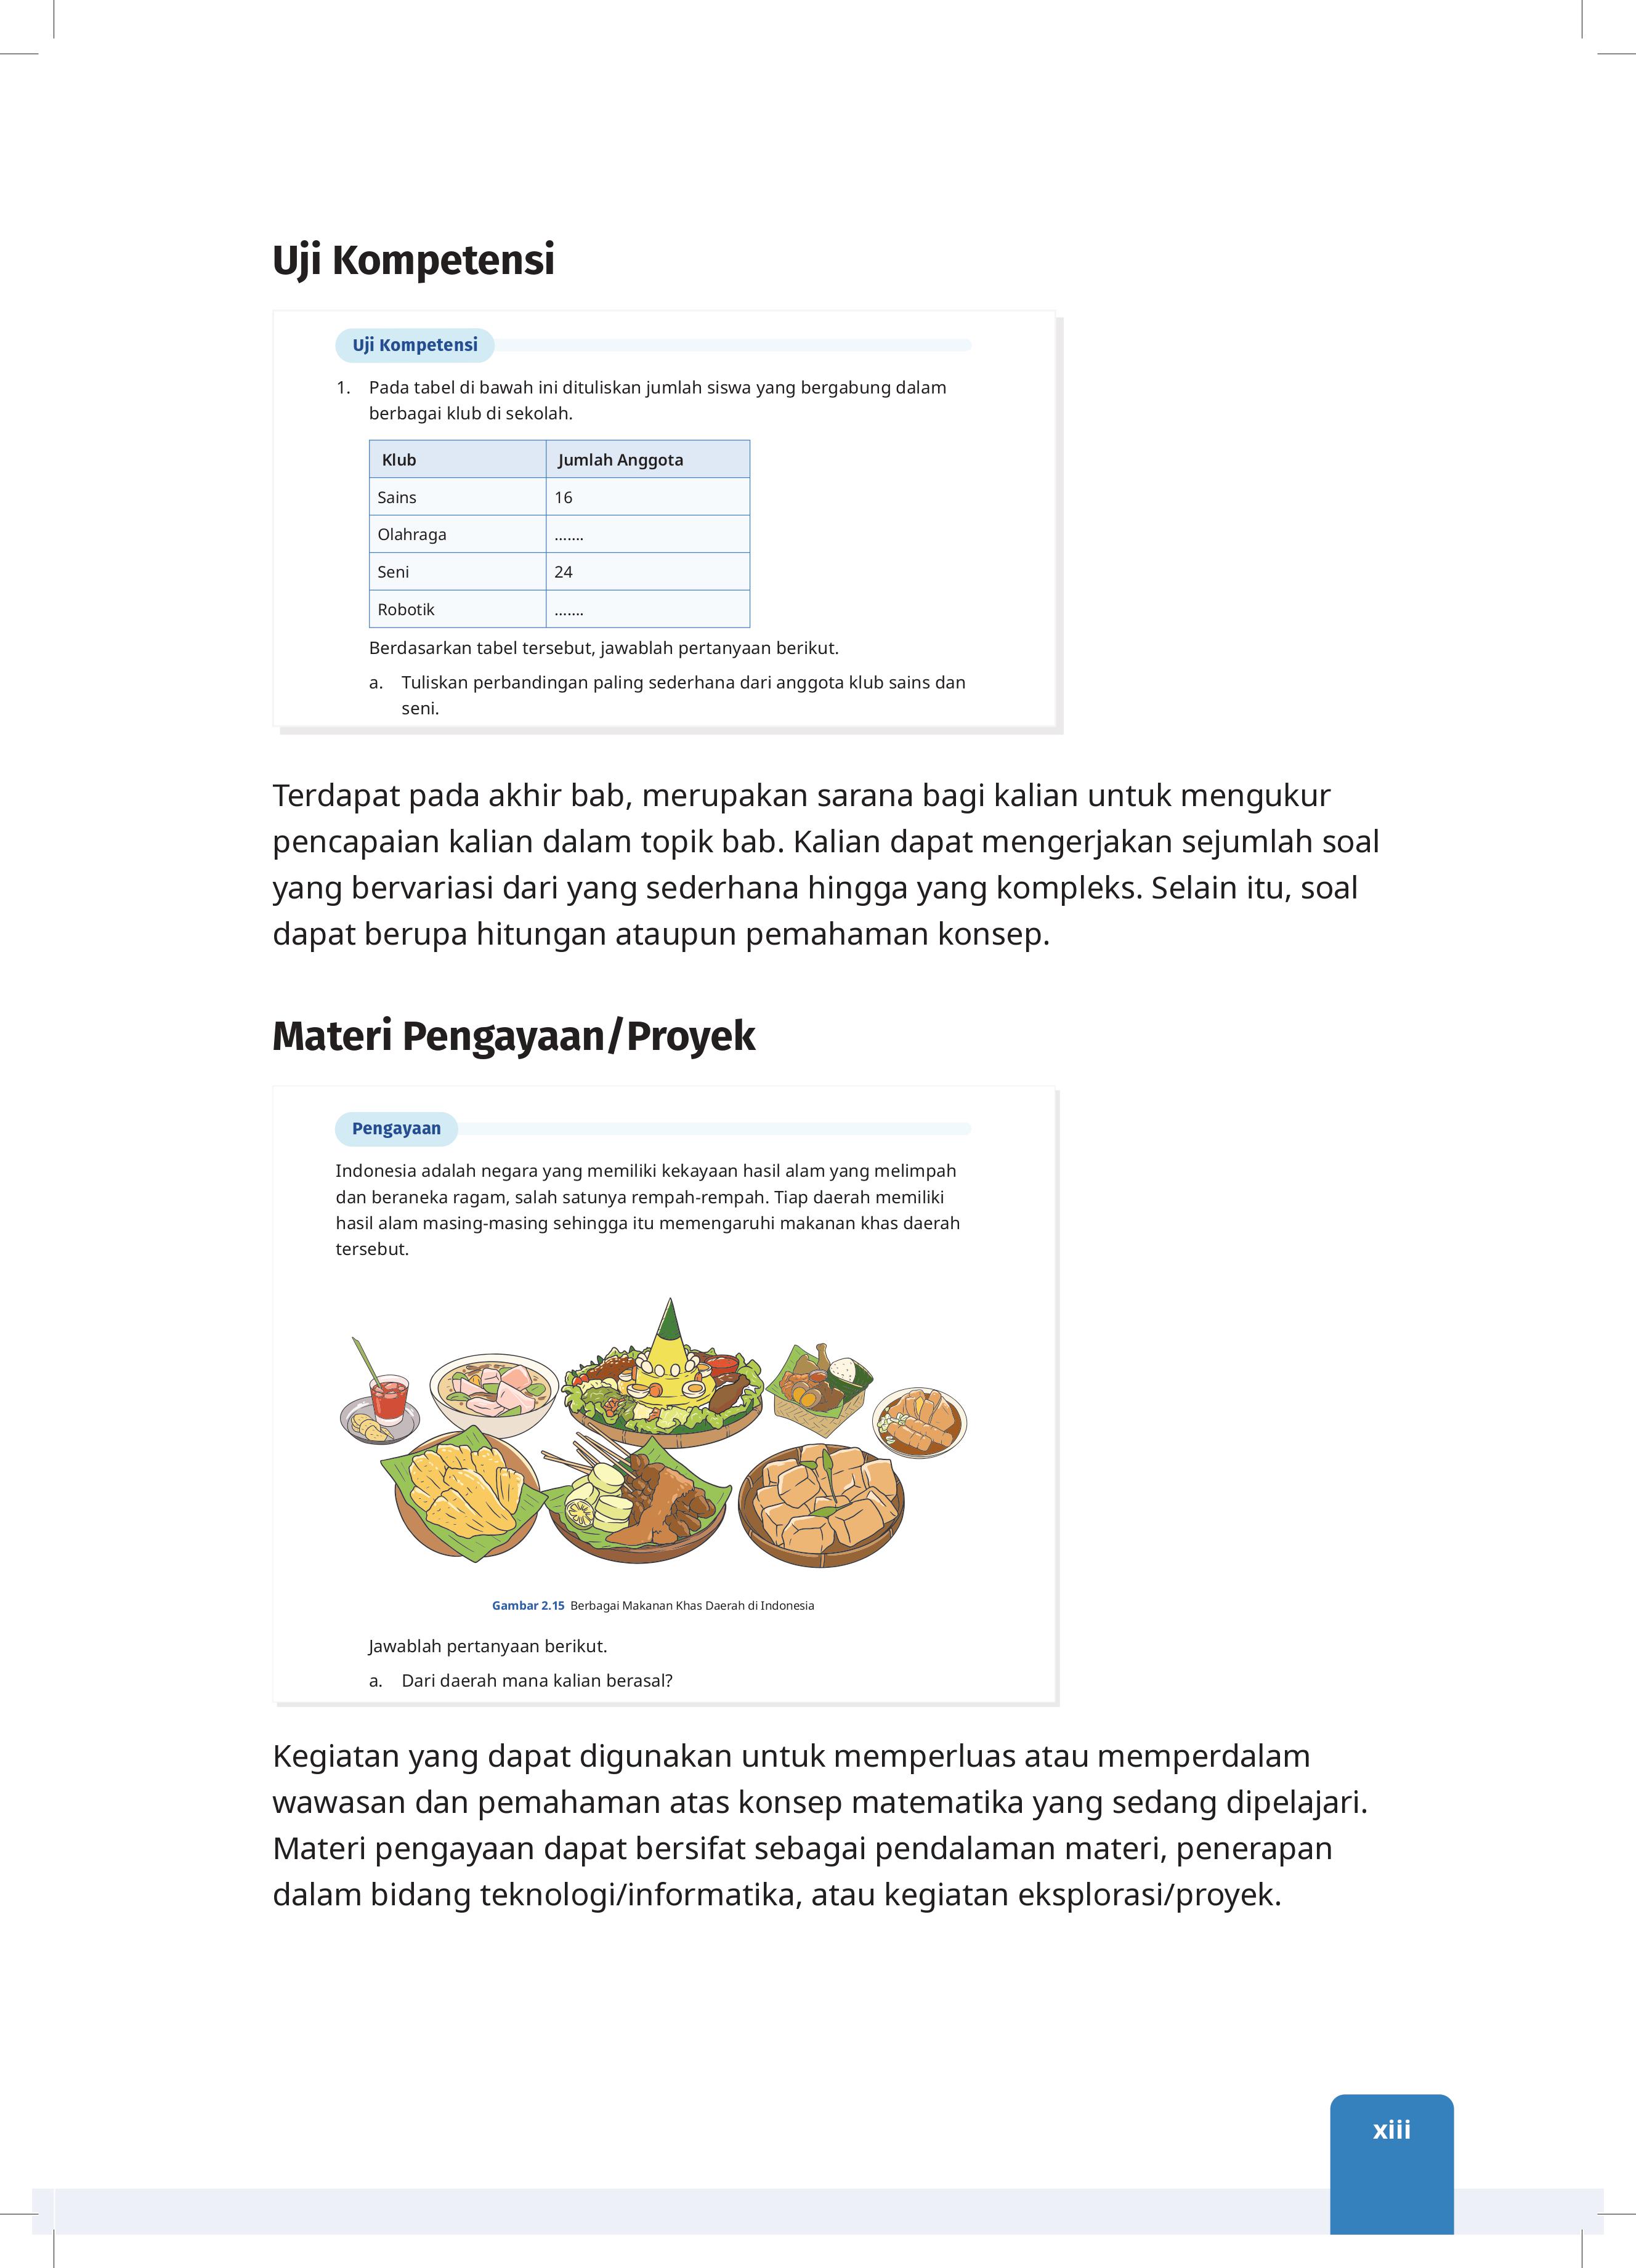 Uji Kompetensi
Uji Kompetensi
1. Pada tabel di bawah ini dituliskan jumlah siswa yang bergabung dalam
berbagai klub di sekolah.
Klub Jumlah Anggota
Sains 16
Olahraga .......
Seni 24
Robotik .......
Berdasarkan tabel tersebut, jawablah pertanyaan berikut.
a. Tuliskan perbandingan paling sederhana dari anggota klub sains dan
seni.
Terdapat pada akhir bab, merupakan sarana bagi kalian untuk mengukur
pencapaian kalian dalam topik bab. Kalian dapat mengerjakan sejumlah soal
yang bervariasi dari yang sederhana hingga yang kompleks. Selain itu, soal
dapat berupa hitungan ataupun pemahaman konsep.
Materi Pengayaan/Proyek
Pengayaan
Indonesia adalah negara yang memiliki kekayaan hasil alam yang melimpah
dan beraneka ragam, salah satunya rempah-rempah. Tiap daerah memiliki
hasil alam masing-masing sehingga itu memengaruhi makanan khas daerah
tersebut.
Gambar 2.15 Berbagai Makanan Khas Daerah di Indonesia
Jawablah pertanyaan berikut.
a. Dari daerah mana kalian berasal?
Kegiatan yang dapat digunakan untuk memperluas atau memperdalam
wawasan dan pemahaman atas konsep matematika yang sedang dipelajari.
Materi pengayaan dapat bersifat sebagai pendalaman materi, penerapan
dalam bidang teknologi/informatika, atau kegiatan eksplorasi/proyek.
xiii